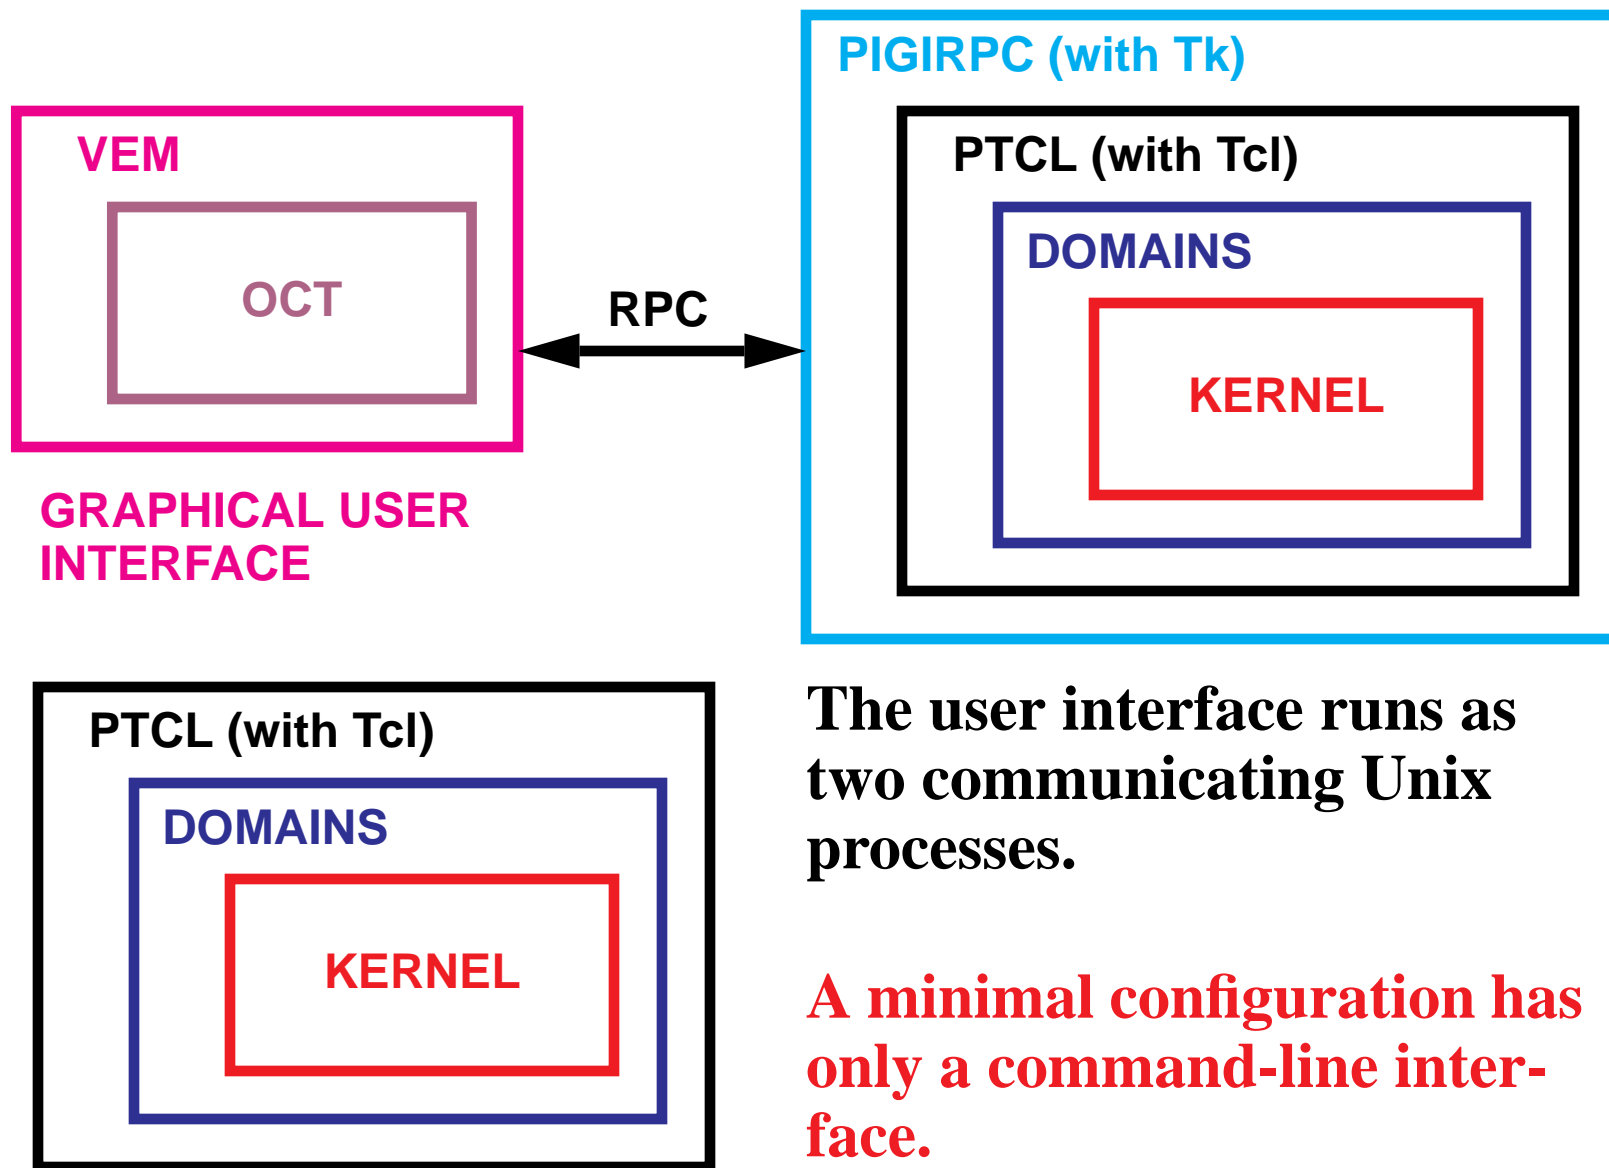 PIGIRPC (with Tk)
VEM
PTCL (with Tcl)
DOMAINS
OCT
RPC
KERNEL
GRAPHICAL USER
INTERFACE
PTCL (with Tcl)
DOMAINS
KERNEL
The user interface runs as
two communicating Unix
processes.
A minimal configuration has
only a command-line inter-
face.